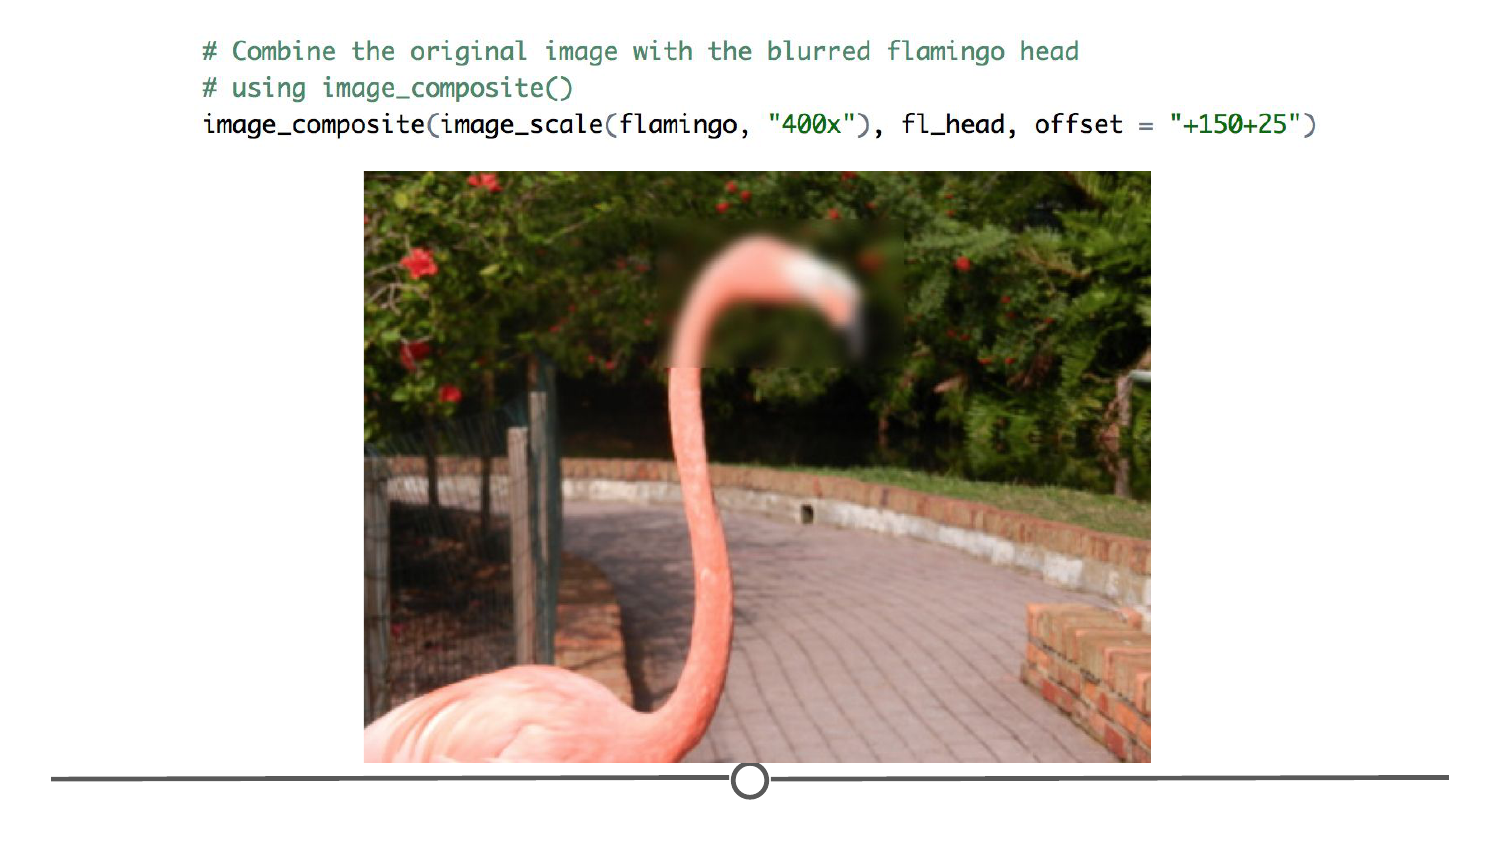 # Combine the original image with the blurred flamingo head
# using image_composite()
image_composite(image_scale(flamingo, "400x"), fl_head, offset = "+150+25")